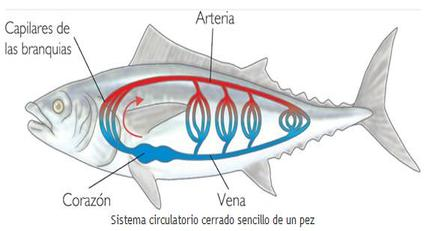 Arteria
Capilares de
las branquias
Corazón
Vena
Sistema circulatorio cerrado sencillo de un pez